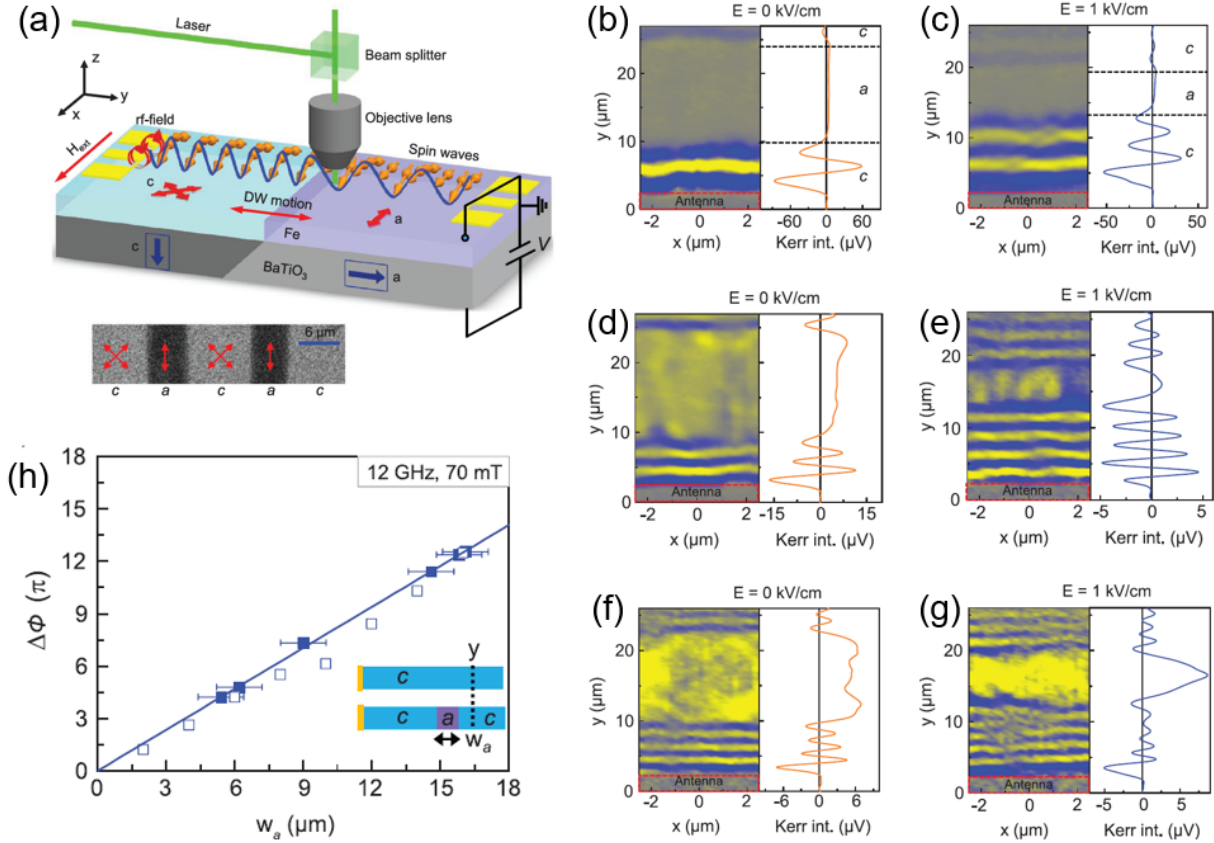 (a)
Laser
Beam splitter
z
y
x
rf-field
Objective lens
Spin waves
H_ext
c
DW motion
a
Fe
V
c
BaTiO₃
a
6 μm
c a c a c
(b)
E = 0 kV/cm
y (μm)
20
10
0
c
a
c
Antenna
-2 0 2
-60 0 60
x (μm)
Kerr int. (μV)
(c)
E = 1 kV/cm
y (μm)
20
10
0
c
a
c
Antenna
-2 0 2
-50 0 50
x (μm)
Kerr int. (μV)
(d)
E = 0 kV/cm
y (μm)
20
10
0
Antenna
-2 0 2
-15 0 15
x (μm)
Kerr int. (μV)
(e)
E = 1 kV/cm
y (μm)
20
10
0
Antenna
-2 0 2
-5 0 5
x (μm)
Kerr int. (μV)
(f)
E = 0 kV/cm
y (μm)
20
10
0
Antenna
-2 0 2
-6 0 6
x (μm)
Kerr int. (μV)
(g)
E = 1 kV/cm
y (μm)
20
10
0
Antenna
-2 0 2
-5 0 5
x (μm)
Kerr int. (μV)
(h)
12 GHz, 70 mT
ΔΦ (π)
18
15
12
9
6
3
0
y
c
c a c
w_a
0 3 6 9 12 15 18
w_a (μm)